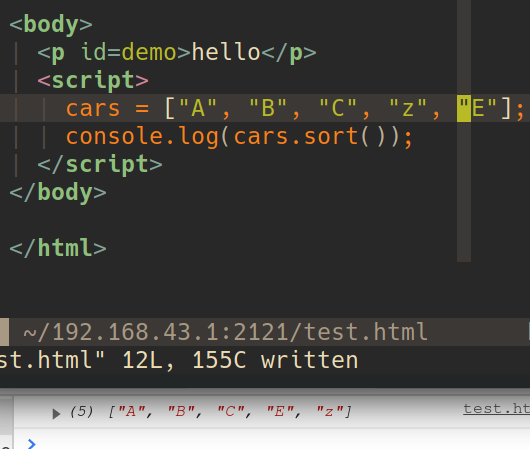 <body>
<p id=demo>hello</p>
<script>
cars = ["A", "B", "C", "z", "E"];
console.log(cars.sort());
</script>
</body>
</html>
~/192.168.43.1:2121/test.html
st.html" 12L, 155C written
(5) ["A", "B", "C", "E", "z"] test.ht